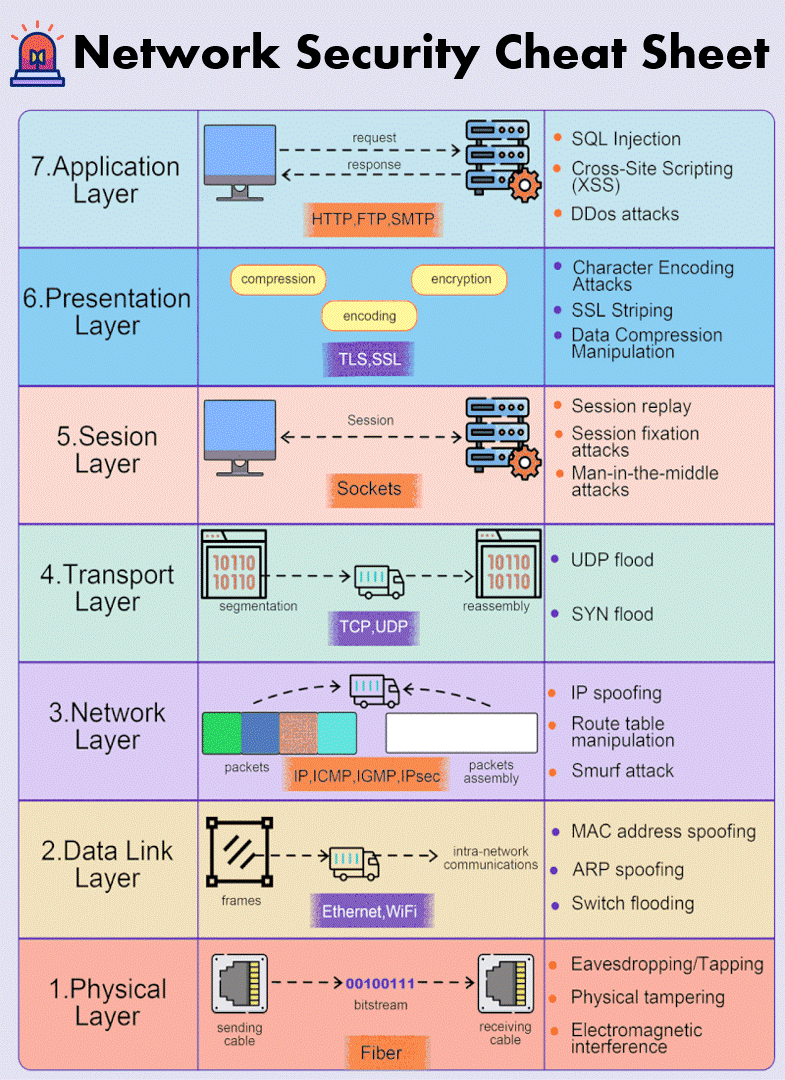 Network Security Cheat Sheet
7.Application
Layer
request
response
HTTP,FTP,SMTP
SQL Injection
Cross-Site Scripting
(XSS)
DDos attacks
6.Presentation
Layer
compression
encryption
encoding
TLS,SSL
Character Encoding
Attacks
SSL Striping
Data Compression
Manipulation
5.Sesion
Layer
Session
Sockets
Session replay
Session fixation
attacks
Man-in-the-middle
attacks
4.Transport
Layer
10110
10110
segmentation
10110
10110
reassembly
TCP,UDP
UDP flood
SYN flood
3.Network
Layer
packets
packets
assembly
IP,ICMP,IGMP,IPsec
IP spoofing
Route table
manipulation
Smurf attack
2.Data Link
Layer
frames
intra-network
communications
Ethernet,WiFi
MAC address spoofing
ARP spoofing
Switch flooding
1.Physical
Layer
sending
cable
00100111
bitstream
receiving
cable
Fiber
Eavesdropping/Tapping
Physical tampering
Electromagnetic
interference